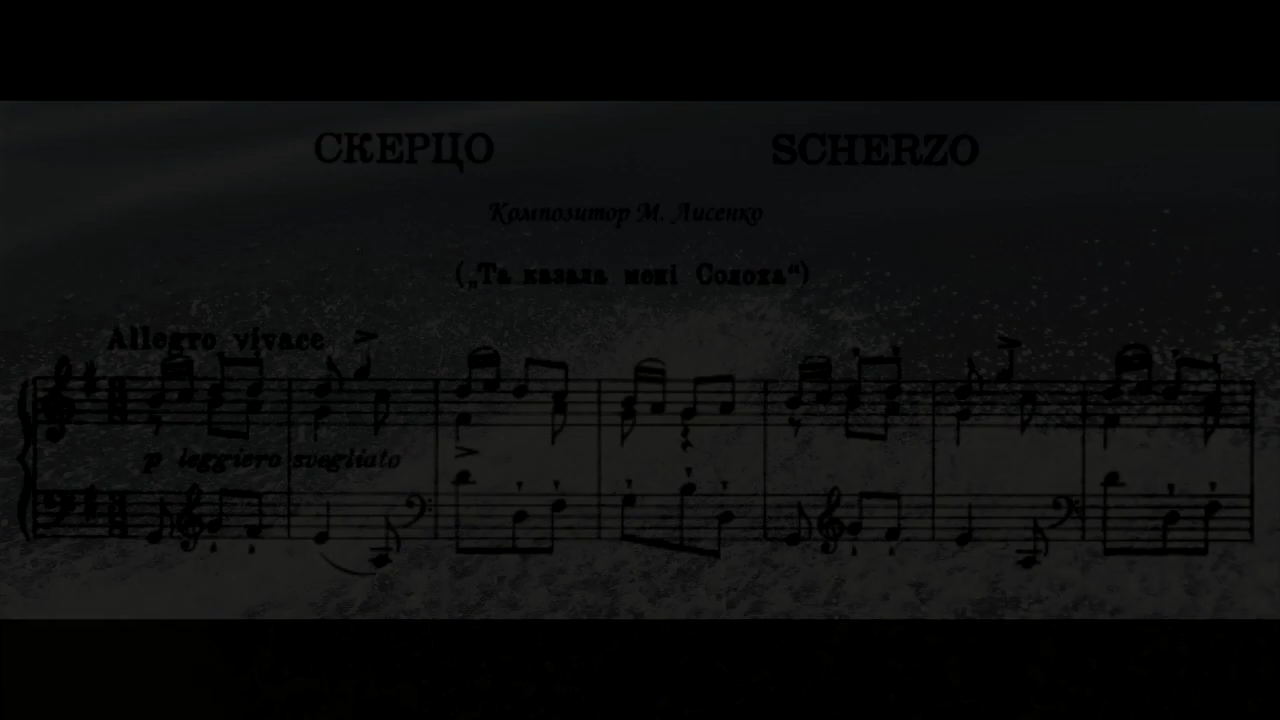 СКЕРЦО SCHERZO
Композитор М. Лисенко
(„Та казала мені Солоха“)
Allegro vivace
p leggiero svegliato